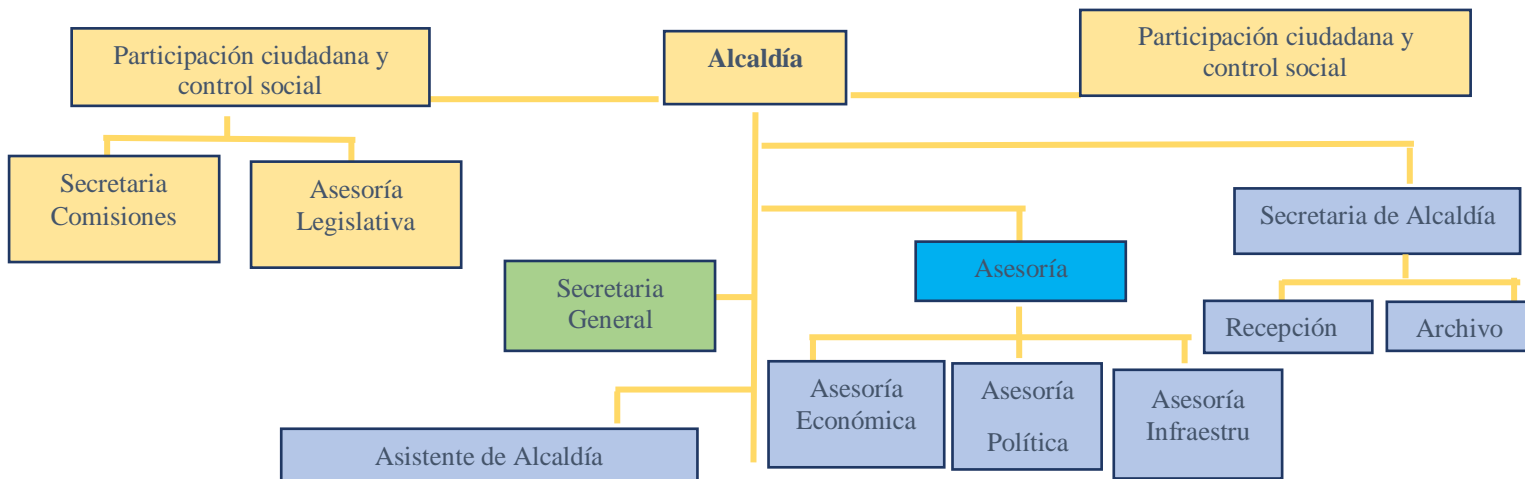 Participación ciudadana y
control social
Alcaldía
Participación ciudadana y
control social
Secretaria
Comisiones
Asesoría
Legislativa
Secretaria de Alcaldía
Asesoría
Secretaria
General
Recepción
Archivo
Asesoría
Económica
Asesoría
Política
Asesoría
Infraestru
Asistente de Alcaldía